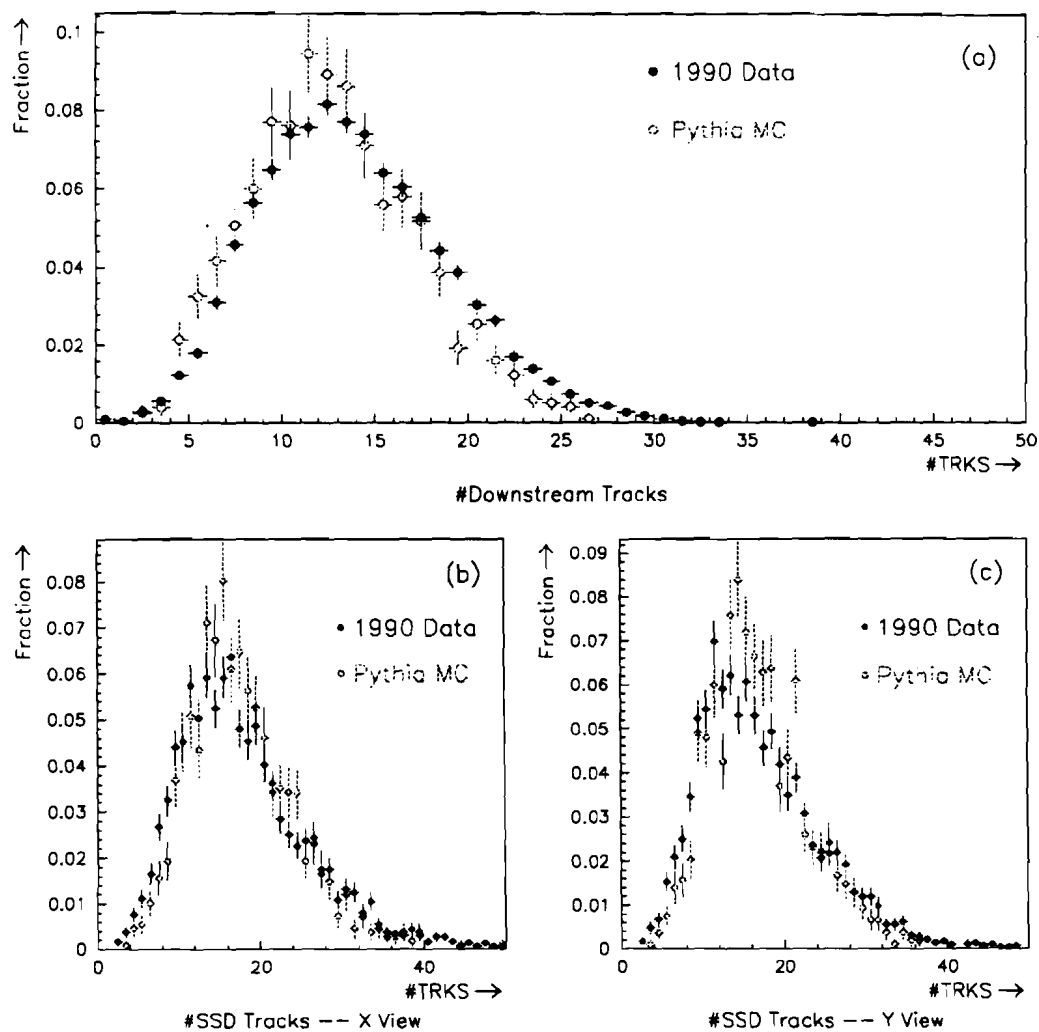 Fraction →
0.1
0.08
0.06
0.04
0.02
0
(a)
1990 Data
Pythia MC
0 5 10 15 20 25 30 35 40 45 50
#TRKS →
#Downstream Tracks
Fraction →
0.08
0.07
0.06
0.05
0.04
0.03
0.02
0.01
0
(b)
1990 Data
Pythia MC
0 20 40
#TRKS →
#SSD Tracks -- X View
Fraction →
0.09
0.08
0.07
0.06
0.05
0.04
0.03
0.02
0.01
0
(c)
1990 Data
Pythia MC
0 20 40
#TRKS →
#SSD Tracks -- Y View